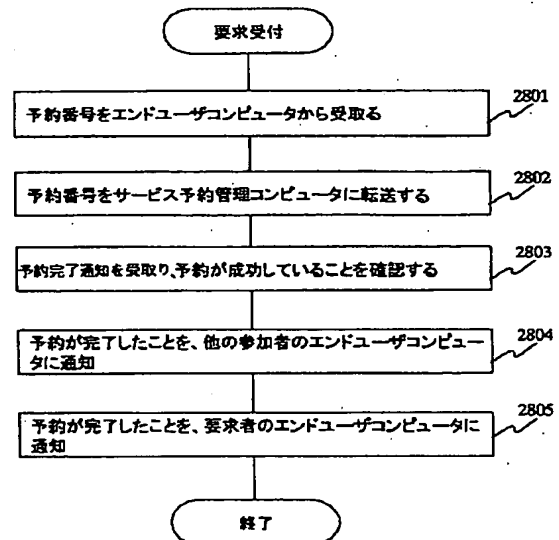 要求受付
2801
予約番号をエンドユーザコンピュータから受取る
2802
予約番号をサービス予約管理コンピュータに転送する
2803
予約完了通知を受取り、予約が成功していることを確認する
2804
予約が完了したことを、他の参加者のエンドユーザコンピュー
タに通知
2805
予約が完了したことを、要求者のエンドユーザコンピュータに
通知
終了